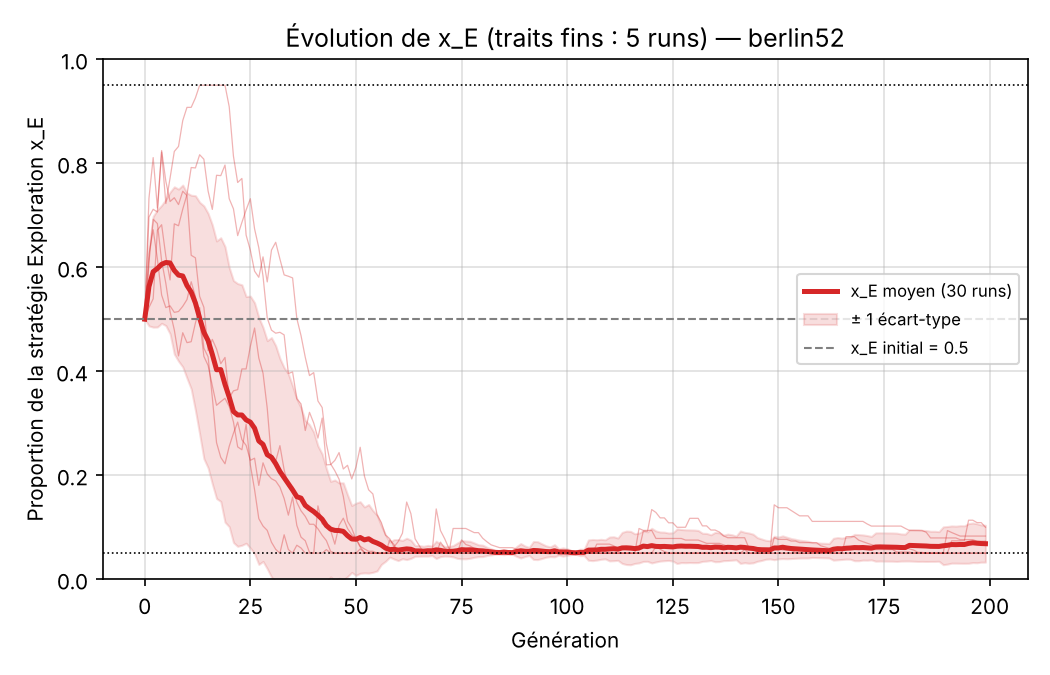 Évolution de x_E (traits fins : 5 runs) — berlin52
Proportion de la stratégie Exploration x_E
1.0
0.8
0.6
0.4
0.2
0.0
x_E moyen (30 runs)
± 1 écart-type
x_E initial = 0.5
0 25 50 75 100 125 150 175 200
Génération